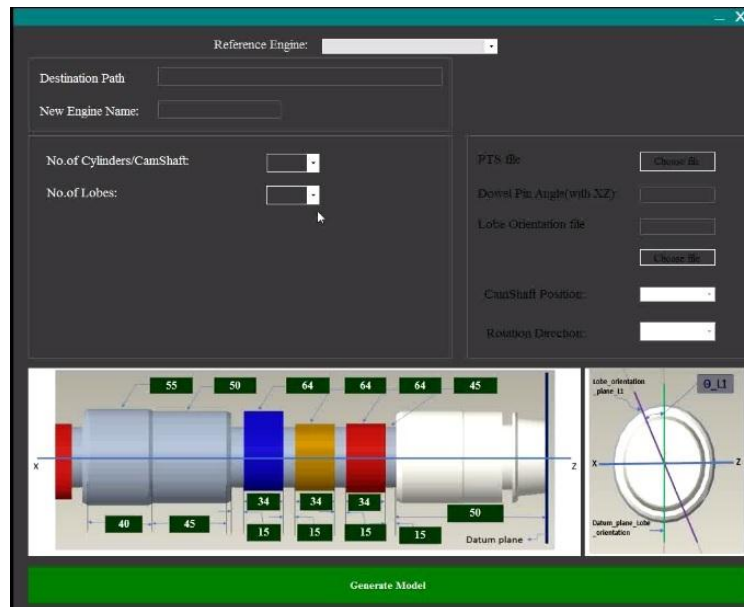 Reference Engine:
Destination Path
New Engine Name:
No.of Cylinders/CamShaft:
No.of Lobes:
PTS file
Choose file
Dowel Pin Angle(with XZ):
Lobe Orientation file
Choose file
CamShaft Position:
Rotation Direction:
55 50 64 64 64 45
X Z
34 34 34 50
40 45 15 15 15 15
Datum plane
Lobe_orientation
_plane_L1
Θ_L1
X Z
Datum_plane_Lobe
_orientation
Generate Model